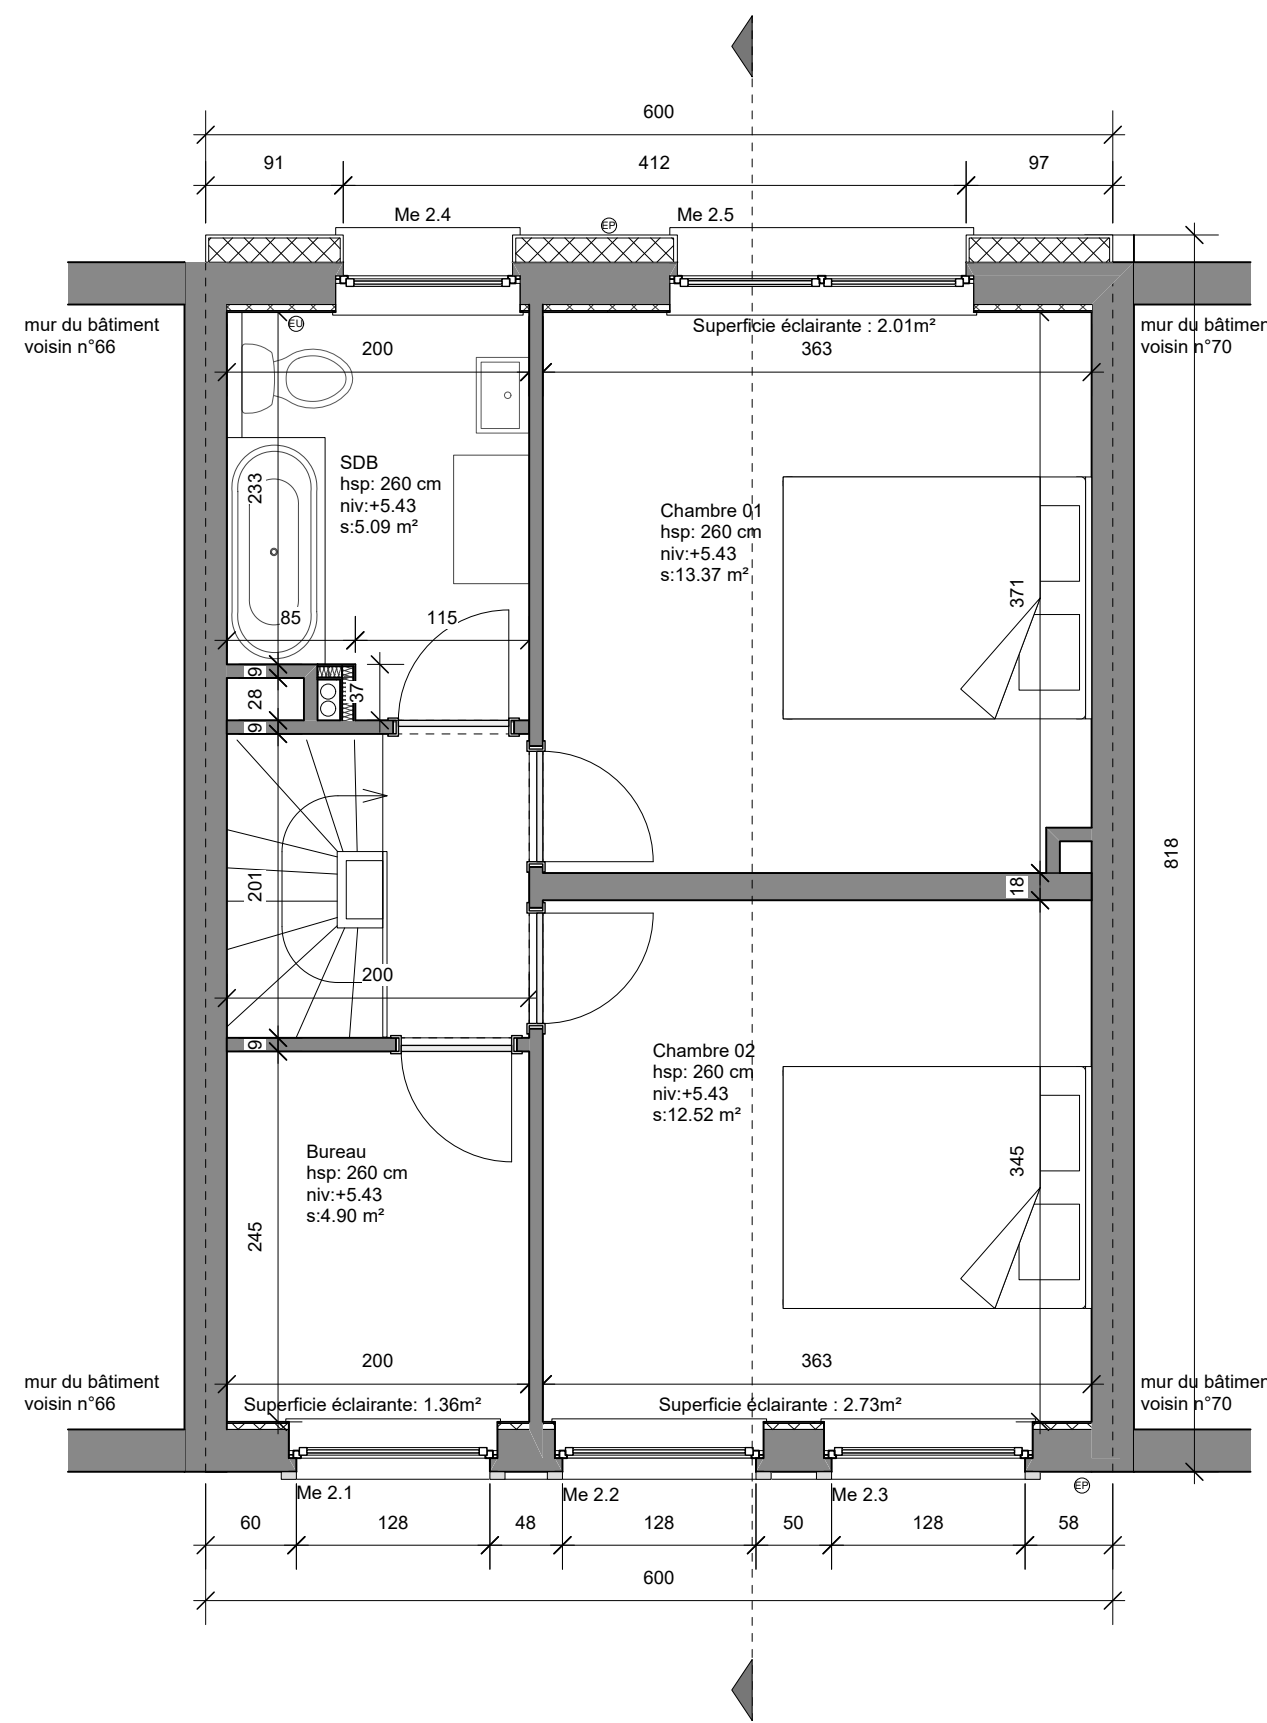 600
91
412
97
Me 2.4
EP
Me 2.5
mur du bâtiment
voisin n°66
EU
Superficie éclairante : 2.01m²
mur du bâtimen
voisin n°70
200
363
SDB
hsp: 260 cm
niv:+5.43
s:5.09 m²
233
Chambre 01
hsp: 260 cm
niv:+5.43
s:13.37 m²
371
85
115
9
28
37
9
818
201
18
200
9
Chambre 02
hsp: 260 cm
niv:+5.43
s:12.52 m²
345
Bureau
hsp: 260 cm
niv:+5.43
s:4.90 m²
245
200
363
mur du bâtiment
voisin n°66
Superficie éclairante: 1.36m²
Superficie éclairante : 2.73m²
mur du bâtimen
voisin n°70
Me 2.1
Me 2.2
Me 2.3
EP
60
128
48
128
50
128
58
600